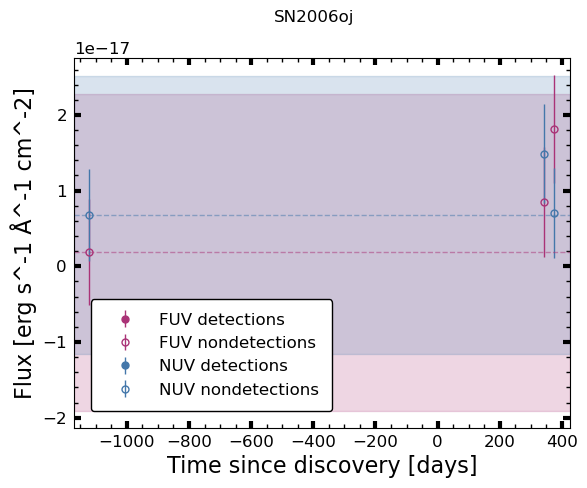 SN2006oj
1e−17
Flux [erg s^-1 Å^-1 cm^-2]
2
1
0
−1
−2
FUV detections
FUV nondetections
NUV detections
NUV nondetections
−1000 −800 −600 −400 −200 0 200 400
Time since discovery [days]